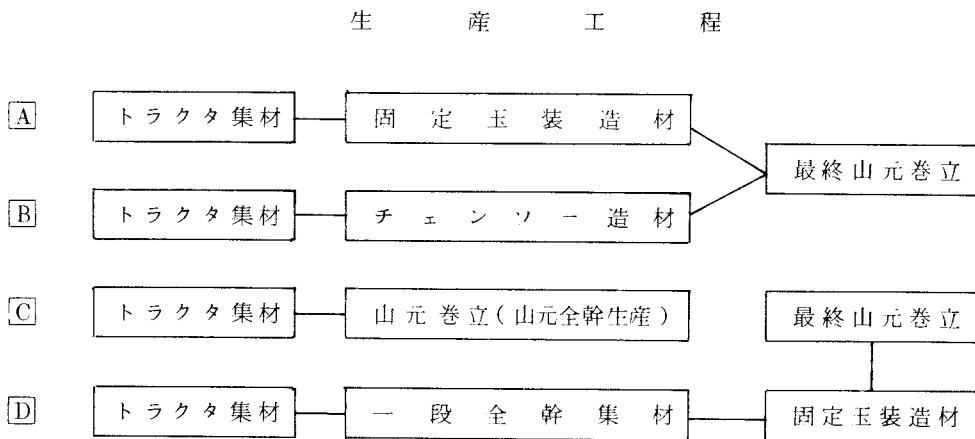 生産工程
A トラクタ集材 固定玉装造材
最終山元巻立
B トラクタ集材 チェンソー造材
C トラクタ集材 山元巻立(山元全幹生産) 最終山元巻立
D トラクタ集材 一段全幹集材 固定玉装造材